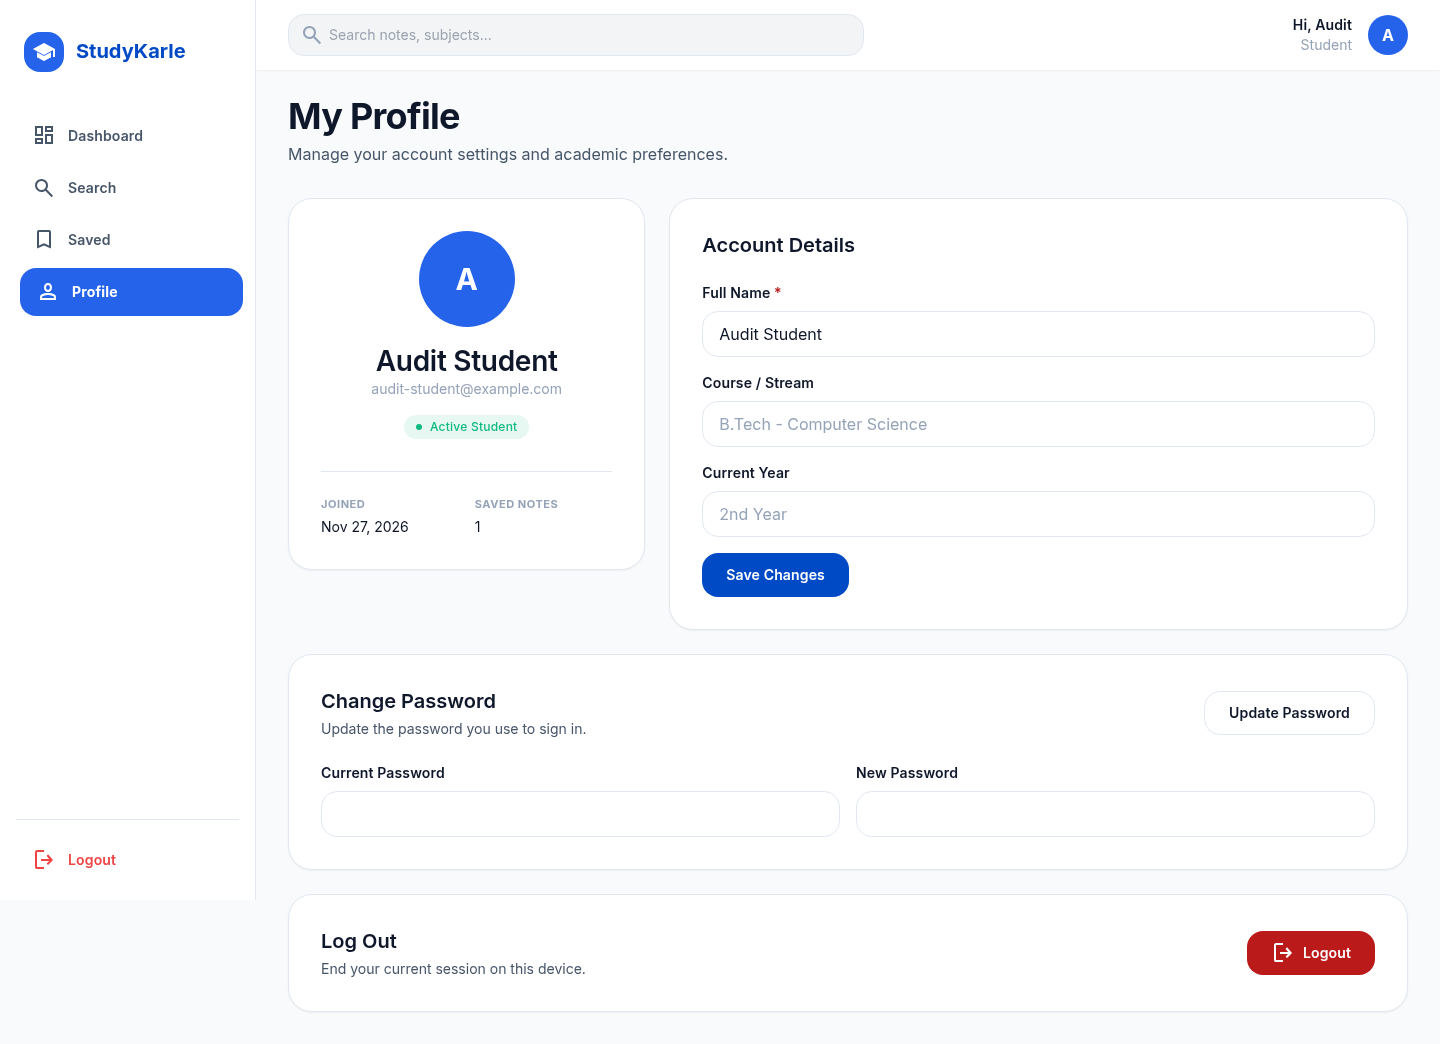 StudyKarle
Search notes, subjects...
Hi, Audit
Student
A
Dashboard
Search
Saved
Profile
Logout
My Profile
Manage your account settings and academic preferences.
A
Audit Student
audit-student@example.com
Active Student
JOINED
Nov 27, 2026
SAVED NOTES
1
Account Details
Full Name *
Audit Student
Course / Stream
B.Tech - Computer Science
Current Year
2nd Year
Save Changes
Change Password
Update the password you use to sign in.
Update Password
Current Password
New Password
Log Out
End your current session on this device.
Logout